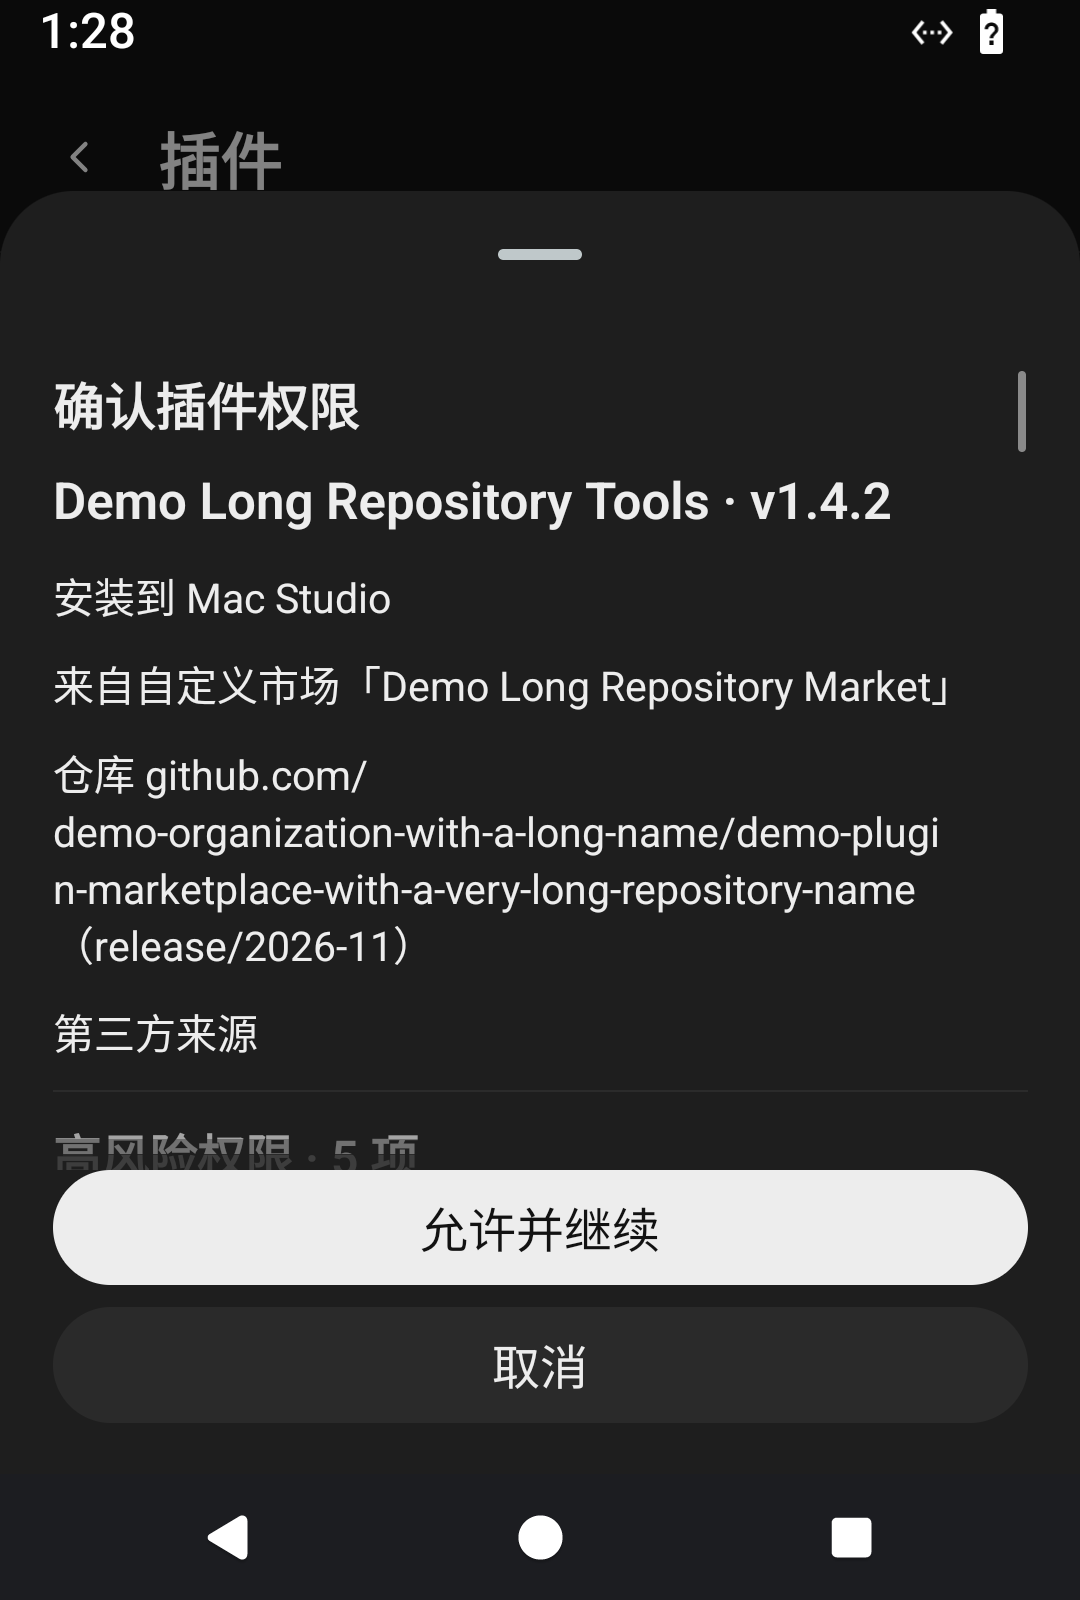 1:28
插件
确认插件权限
Demo Long Repository Tools · v1.4.2
安装到 Mac Studio
来自自定义市场「Demo Long Repository Market」
仓库 github.com/
demo-organization-with-a-long-name/demo-plugi
n-marketplace-with-a-very-long-repository-name
（release/2026-11）
第三方来源
高风险权限 · 5 项
允许并继续
取消